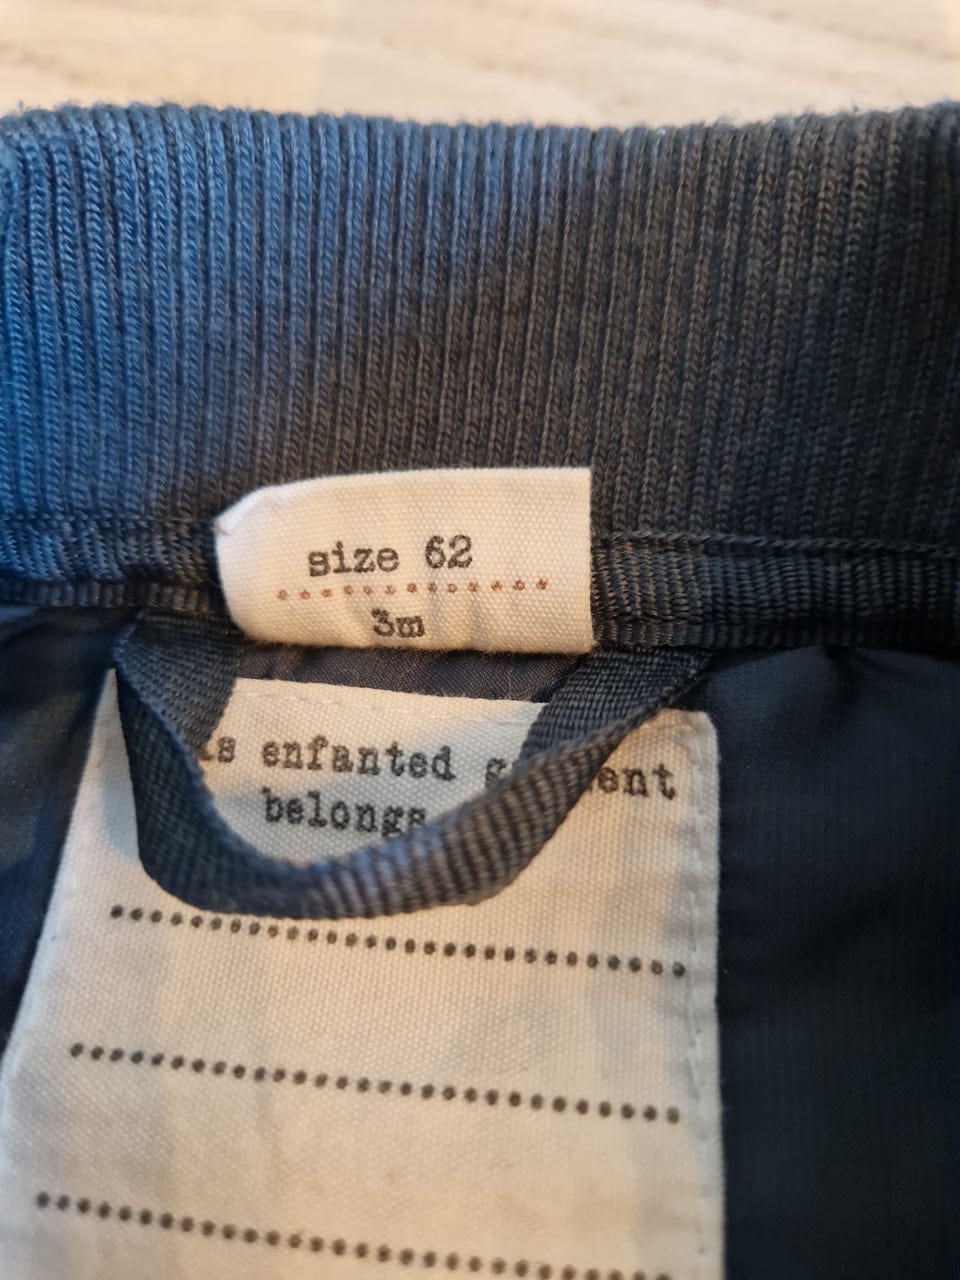 size 62
3m
enfanted
belongs